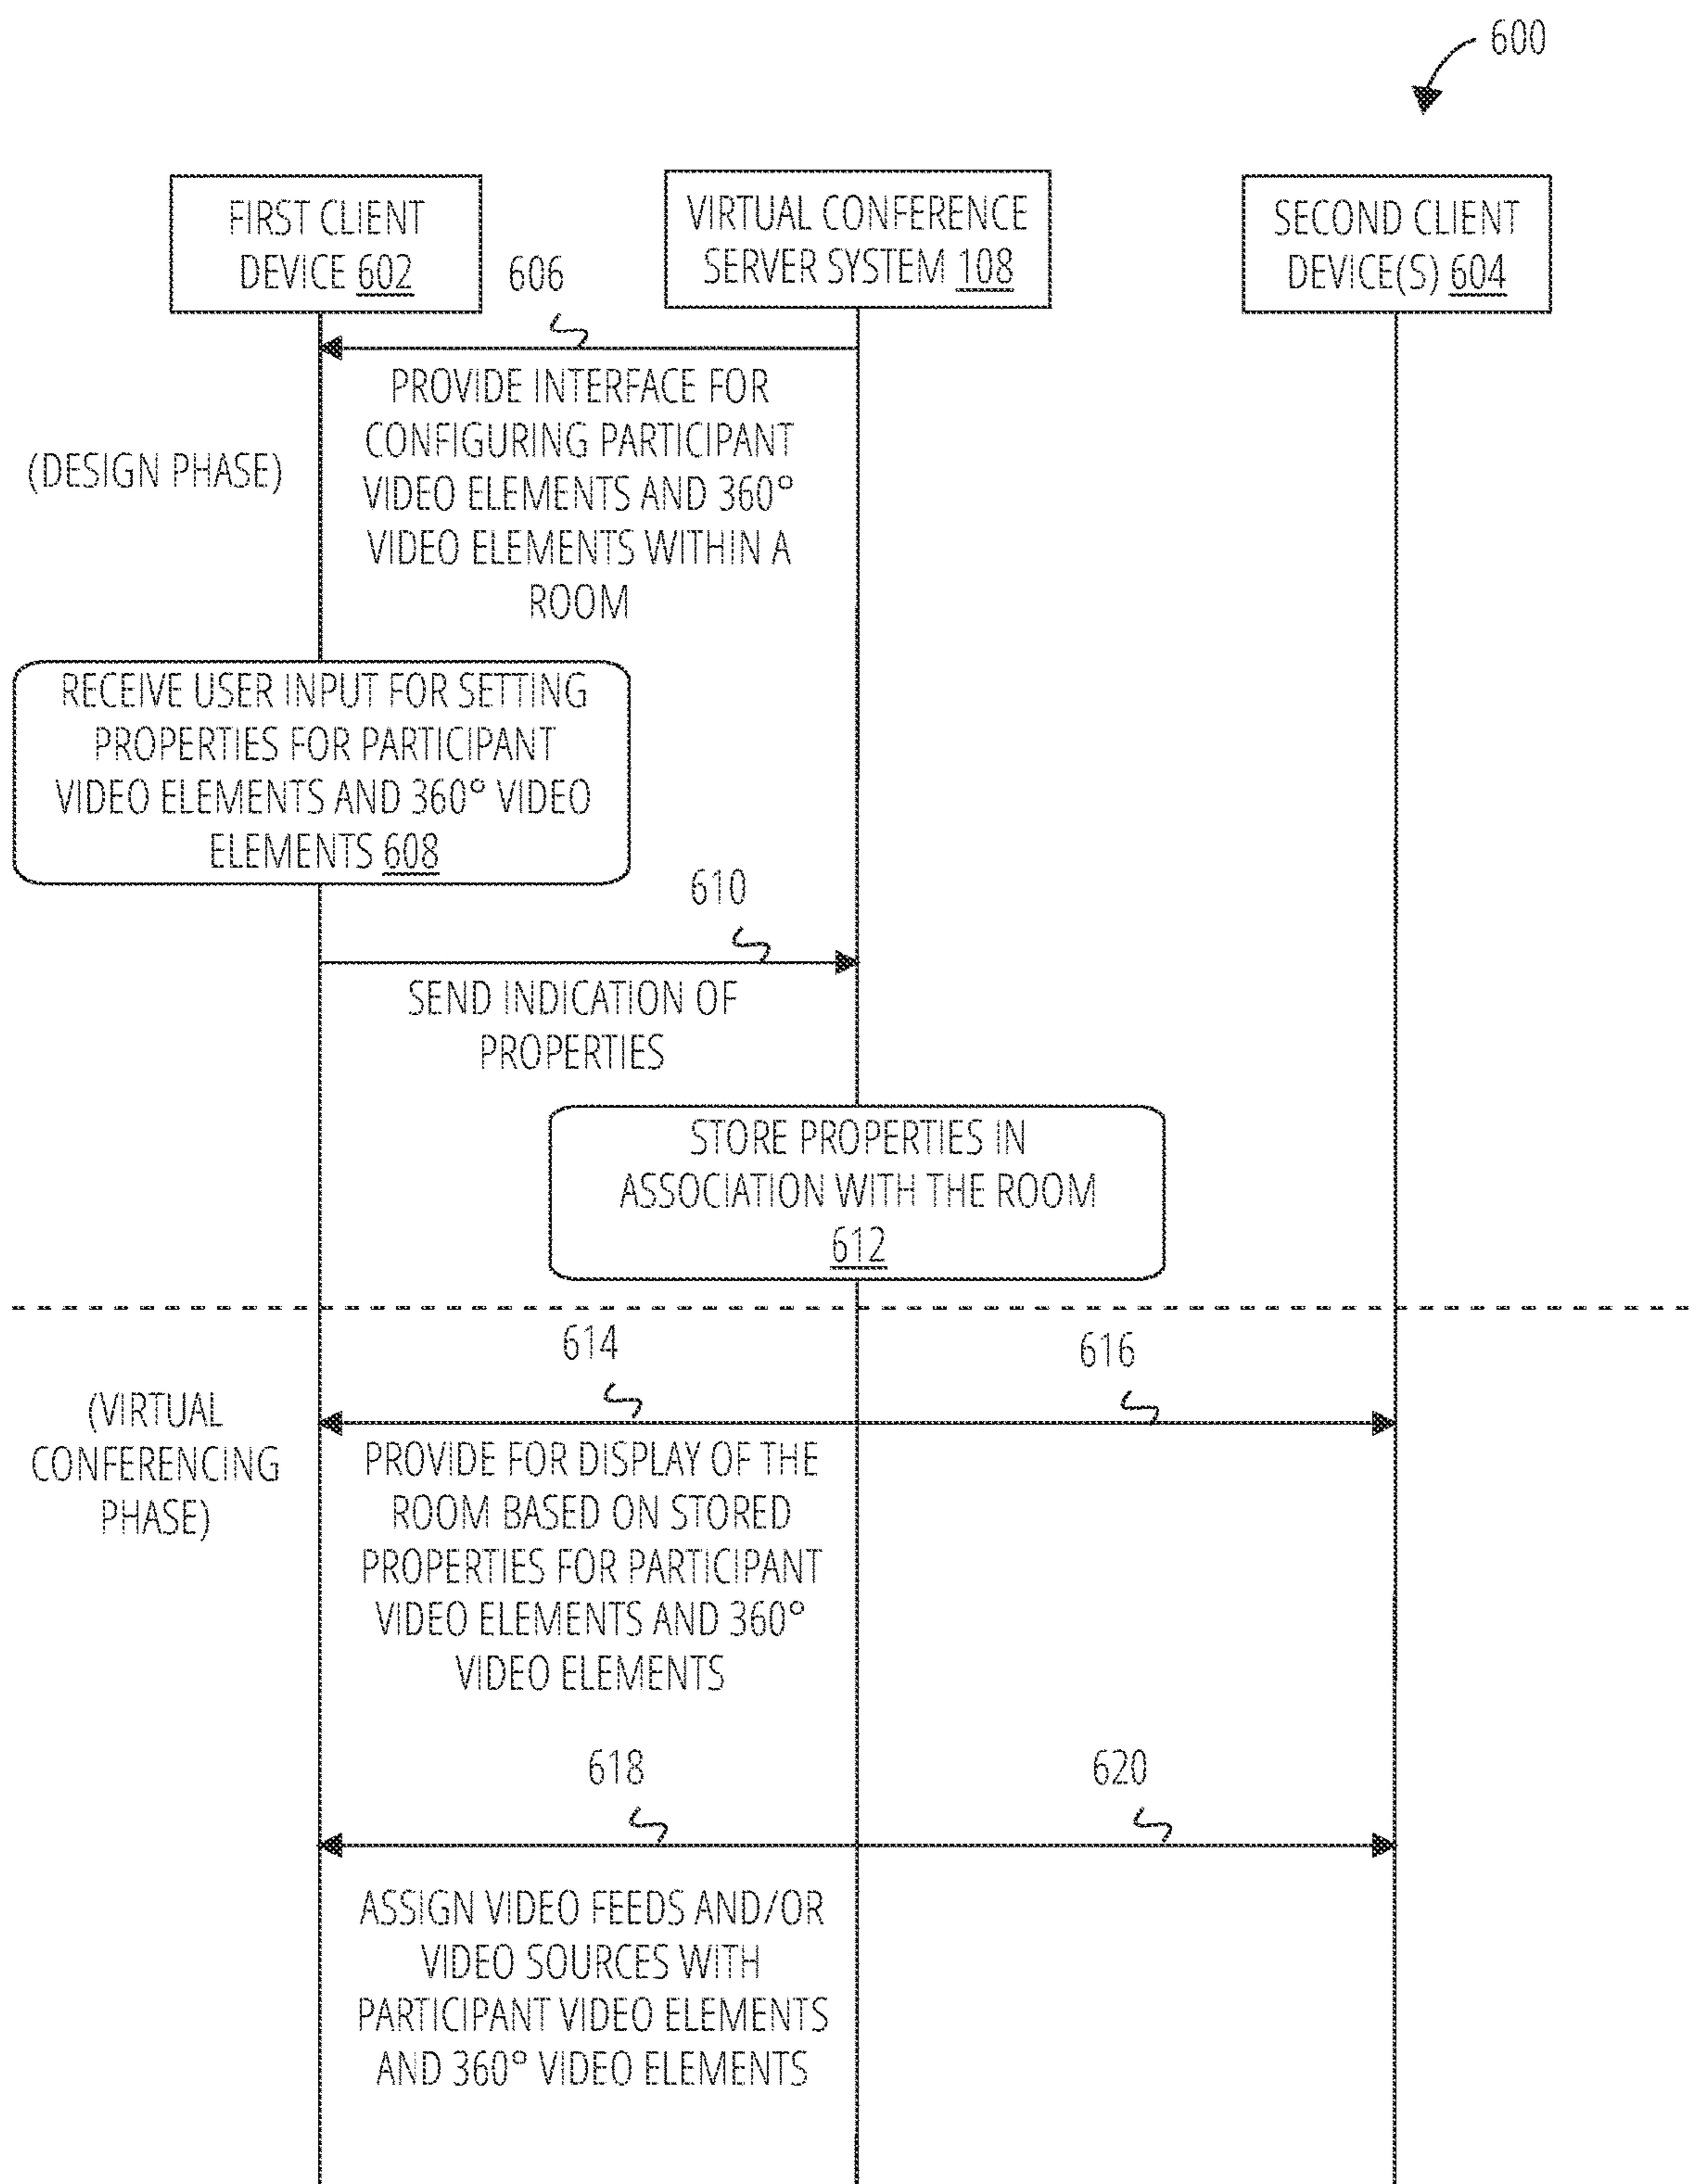 600
FIRST CLIENT
DEVICE 602
VIRTUAL CONFERENCE
SERVER SYSTEM 108
SECOND CLIENT
DEVICE(S) 604
606
PROVIDE INTERFACE FOR
CONFIGURING PARTICIPANT
VIDEO ELEMENTS AND 360°
VIDEO ELEMENTS WITHIN A
ROOM
(DESIGN PHASE)
RECEIVE USER INPUT FOR SETTING
PROPERTIES FOR PARTICIPANT
VIDEO ELEMENTS AND 360° VIDEO
ELEMENTS 608
610
SEND INDICATION OF
PROPERTIES
STORE PROPERTIES IN
ASSOCIATION WITH THE ROOM
612
614
616
(VIRTUAL
CONFERENCING
PHASE)
PROVIDE FOR DISPLAY OF THE
ROOM BASED ON STORED
PROPERTIES FOR PARTICIPANT
VIDEO ELEMENTS AND 360°
VIDEO ELEMENTS
618
620
ASSIGN VIDEO FEEDS AND/OR
VIDEO SOURCES WITH
PARTICIPANT VIDEO ELEMENTS
AND 360° VIDEO ELEMENTS